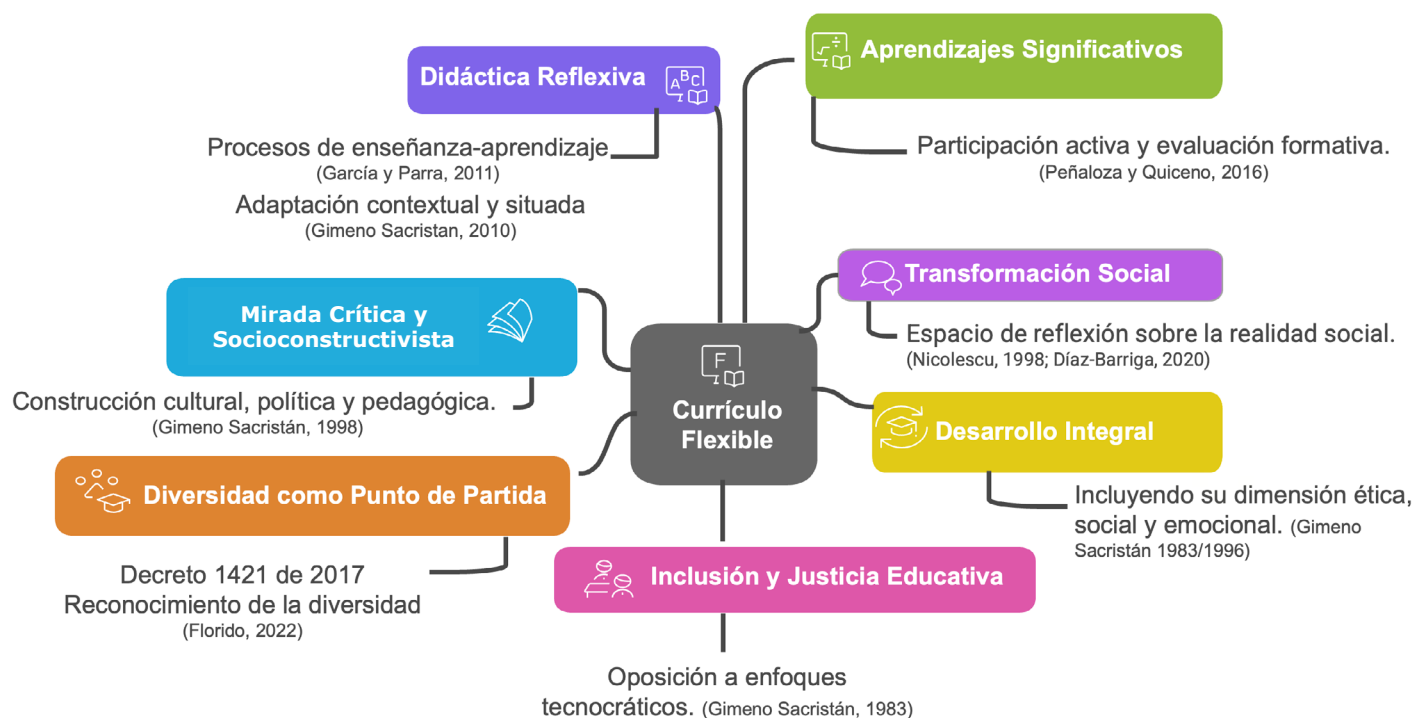 Didáctica Reflexiva
A B C
Procesos de enseñanza-aprendizaje
(García y Parra, 2011)
Adaptación contextual y situada
(Gimeno Sacristan, 2010)
Aprendizajes Significativos
Participación activa y evaluación formativa.
(Peñaloza y Quiceno, 2016)
Mirada Crítica y
Socioconstructivista
Construcción cultural, política y pedagógica.
(Gimeno Sacristán, 1998)
Transformación Social
Espacio de reflexión sobre la realidad social.
(Nicolescu, 1998; Díaz-Barriga, 2020)
F
Currículo
Flexible
Desarrollo Integral
Incluyendo su dimensión ética,
social y emocional. (Gimeno
Sacristán 1983/1996)
Diversidad como Punto de Partida
Decreto 1421 de 2017
Reconocimiento de la diversidad
(Florido, 2022)
Inclusión y Justicia Educativa
Oposición a enfoques
tecnocráticos. (Gimeno Sacristán, 1983)